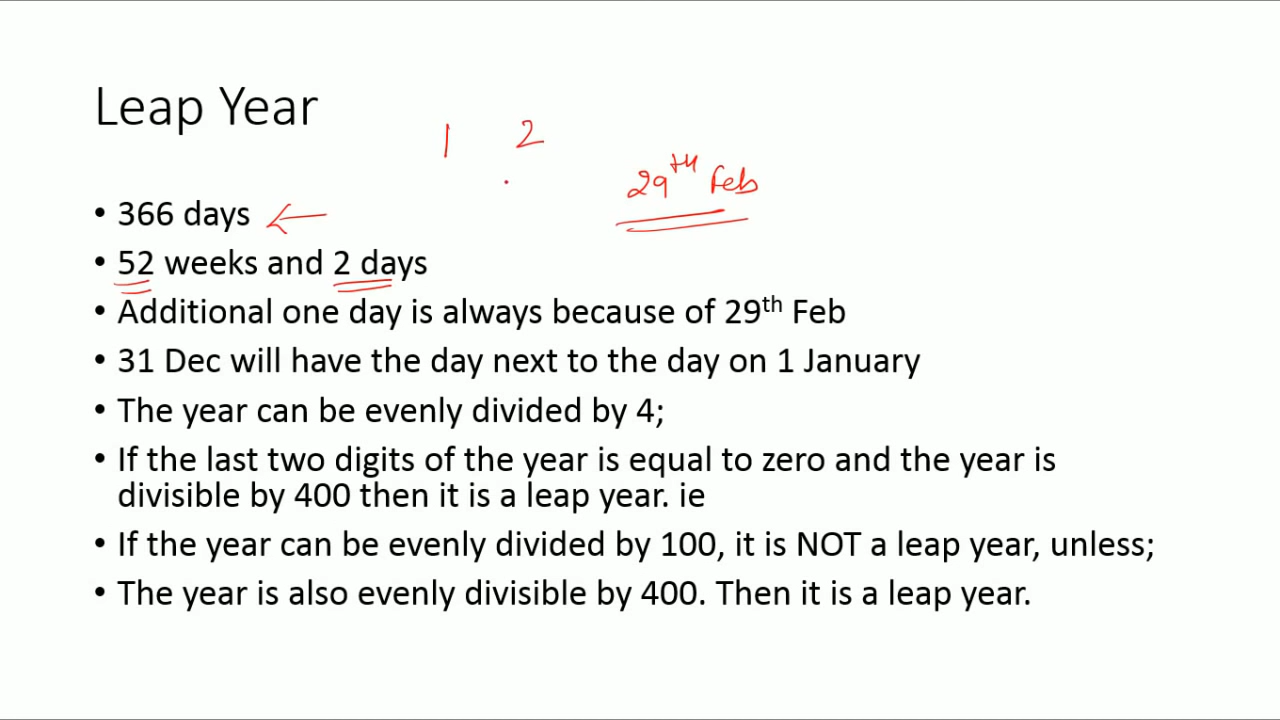 Leap Year
1 2
29th Feb
• 366 days
• 52 weeks and 2 days
• Additional one day is always because of 29th Feb
• 31 Dec will have the day next to the day on 1 January
• The year can be evenly divided by 4;
• If the last two digits of the year is equal to zero and the year is
divisible by 400 then it is a leap year. ie
• If the year can be evenly divided by 100, it is NOT a leap year, unless;
• The year is also evenly divisible by 400. Then it is a leap year.